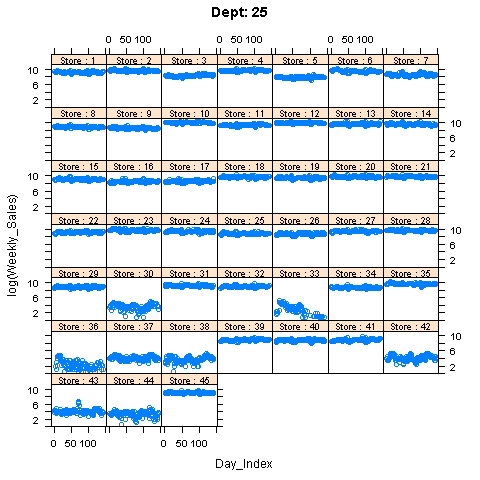 Dept: 25
0 50 100 0 50 100 0 50 100
Store : 1 Store : 2 Store : 3 Store : 4 Store : 5 Store : 6 Store : 7
10
6
2
Store : 8 Store : 9 Store : 10 Store : 11 Store : 12 Store : 13 Store : 14
10
6
2
Store : 15 Store : 16 Store : 17 Store : 18 Store : 19 Store : 20 Store : 21
10
6
2
Store : 22 Store : 23 Store : 24 Store : 25 Store : 26 Store : 27 Store : 28
10
6
2
Store : 29 Store : 30 Store : 31 Store : 32 Store : 33 Store : 34 Store : 35
10
6
2
Store : 36 Store : 37 Store : 38 Store : 39 Store : 40 Store : 41 Store : 42
10
6
2
Store : 43 Store : 44 Store : 45
10
6
2
0 50 100 0 50 100
log(Weekly_Sales)
Day_Index